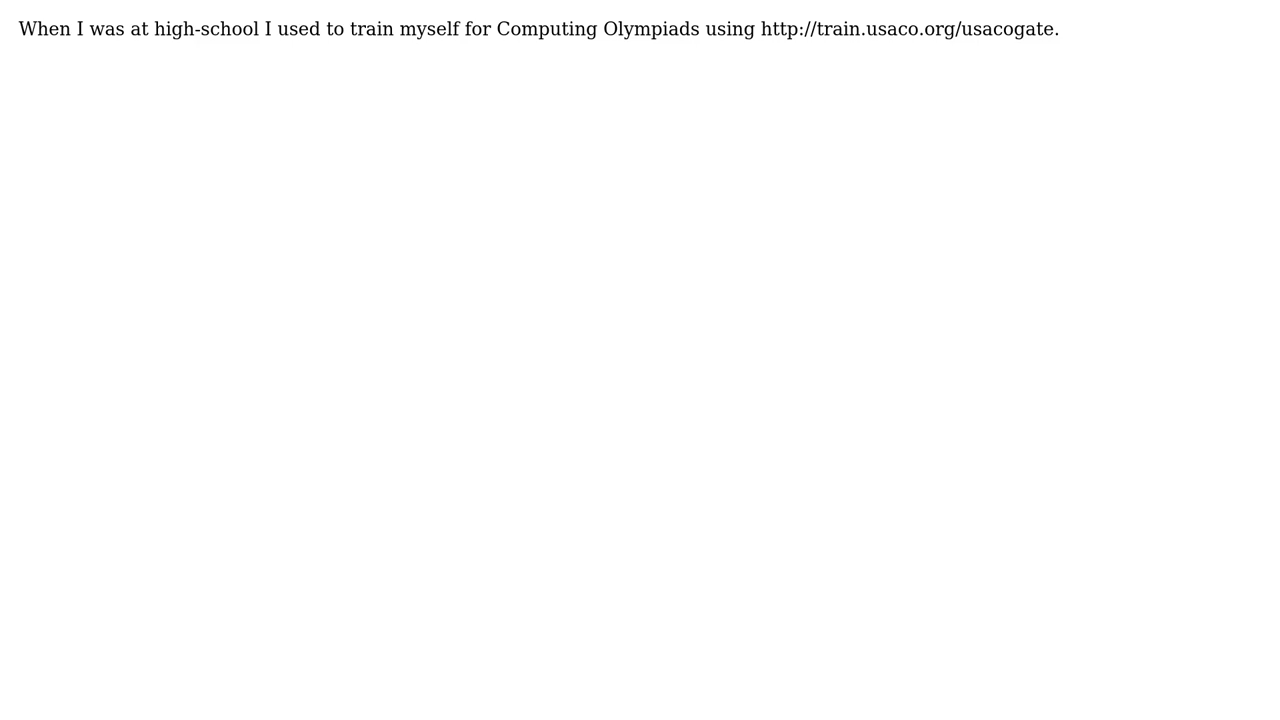 When I was at high-school I used to train myself for Computing Olympiads using http://train.usaco.org/usacogate.